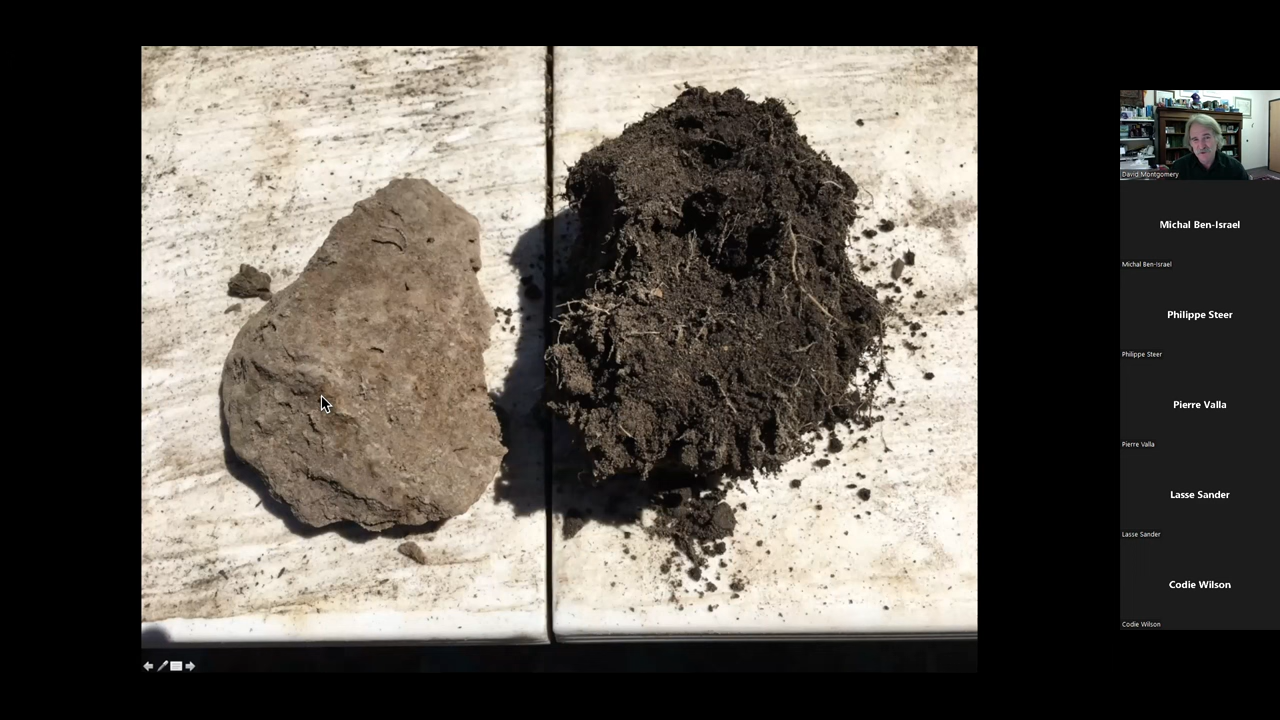 David Montgomery
Michal Ben-Israel
Michal Ben-Israel
Philippe Steer
Philippe Steer
Pierre Valla
Pierre Valla
Lasse Sander
Lasse Sander
Codie Wilson
Codie Wilson